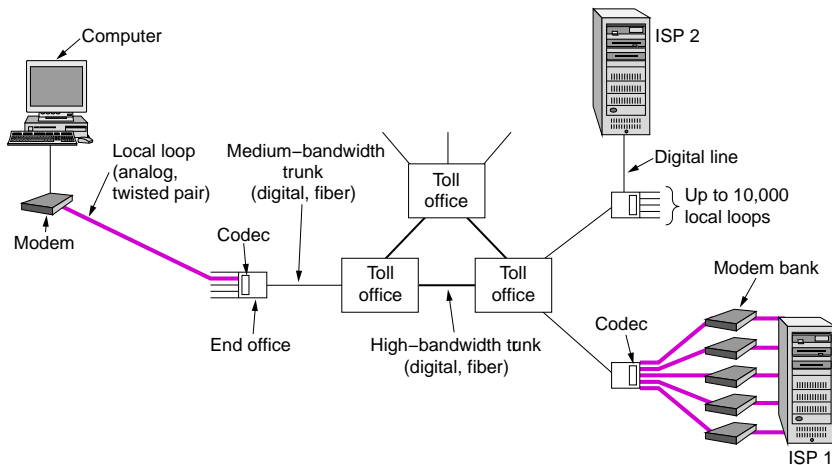 Computer
ISP 2
Local loop
(analog,
twisted pair)
Medium–bandwidth
trunk
(digital, fiber)
Toll
office
Digital line
Up to 10,000
local loops
Modem
Codec
Toll
office
Toll
office
Modem bank
End office
High–bandwidth trunk
(digital, fiber)
Codec
ISP 1